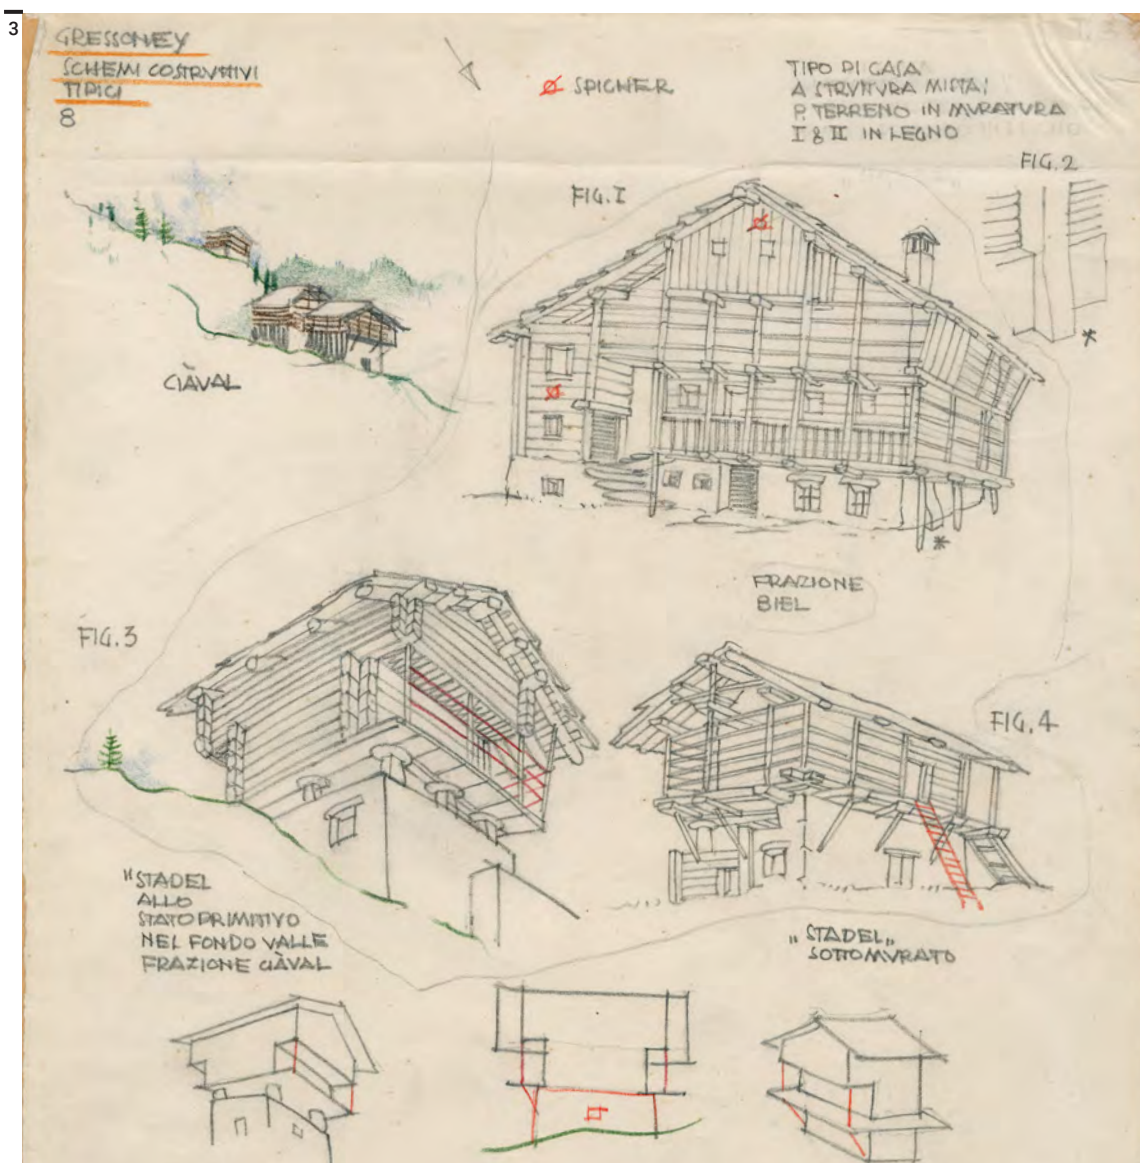 3
GRESSONEY
SCHEMI COSTRUTTIVI
TIPICI
8
SPICHER
TIPO DI CASA
A STRUTTURA MISTA;
P. TERRENO IN MURATURA
I & II IN LEGNO
FIG. 2
FIG. I
*
CIÀVAL
*
FRAZIONE
BIEL
FIG. 3
FIG. 4
"STADEL
ALLO
STATO PRIMITIVO
NEL FONDO VALLE
FRAZIONE CIÀVAL
"STADEL„
SOTTOMURATO